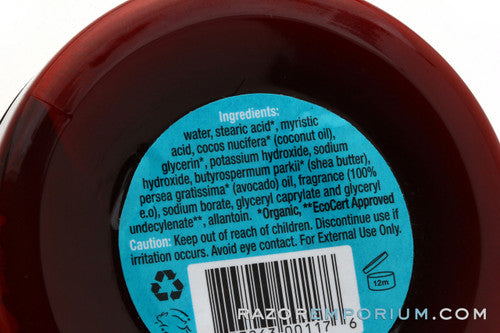 Ingredients:
water, stearic acid*, myristic
acid, cocos nucifera* (coconut oil),
glycerin*, potassium hydroxide, sodium
hydroxide, butyrospermum parkii* (shea butter),
persea gratissima* (avocado) oil, fragrance (100%
e.o), sodium borate, glyceryl caprylate and glyceryl
undecylenate**, allantoin. *Organic, **EcoCert Approved
Caution: Keep out of reach of children. Discontinue use if
irritation occurs. Avoid eye contact. For External Use Only.
12m
RAZOREMPORIUM.COM